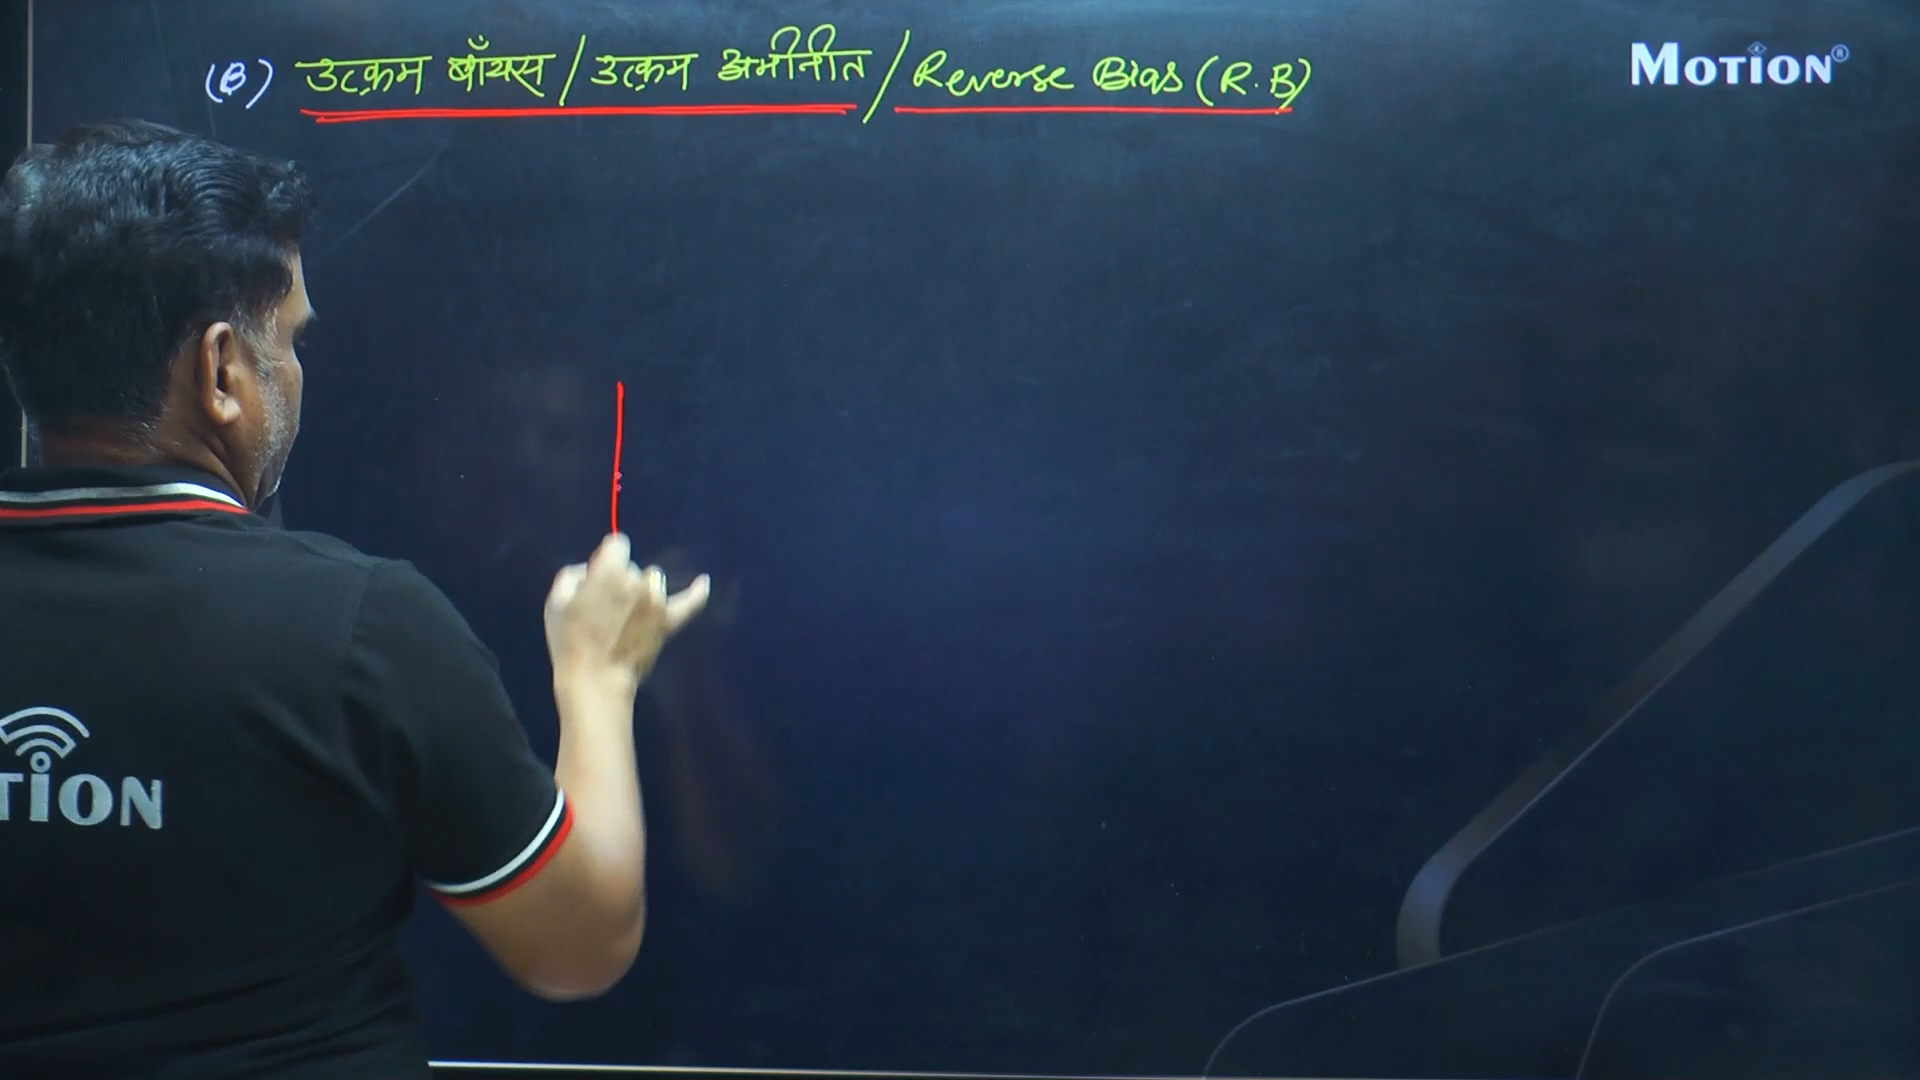 (B) उत्क्रम बाँयस / उत्क्रम अभीनीत / Reverse Bias (R.B)
MOTION®
TION